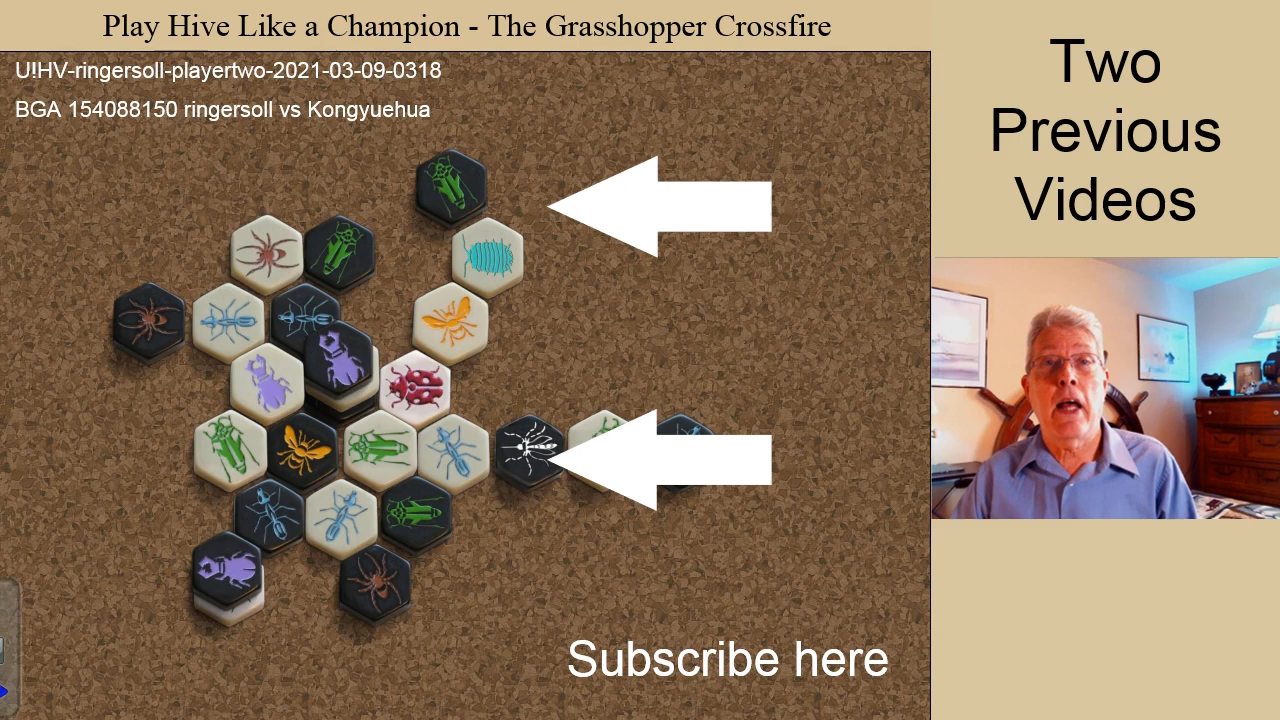 Play Hive Like a Champion - The Grasshopper Crossfire
U!HV-ringersoll-playertwo-2021-03-09-0318
BGA 154088150 ringersoll vs Kongyuehua
Two
Previous
Videos
Subscribe here